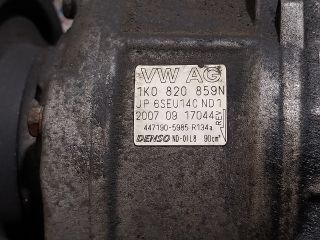 VW AG
1K0 820 859N
JP 6SEU14C ND1
2007 09 17044 REV
447190-5985 R134a
DENSO ND-OIL8 90cm³